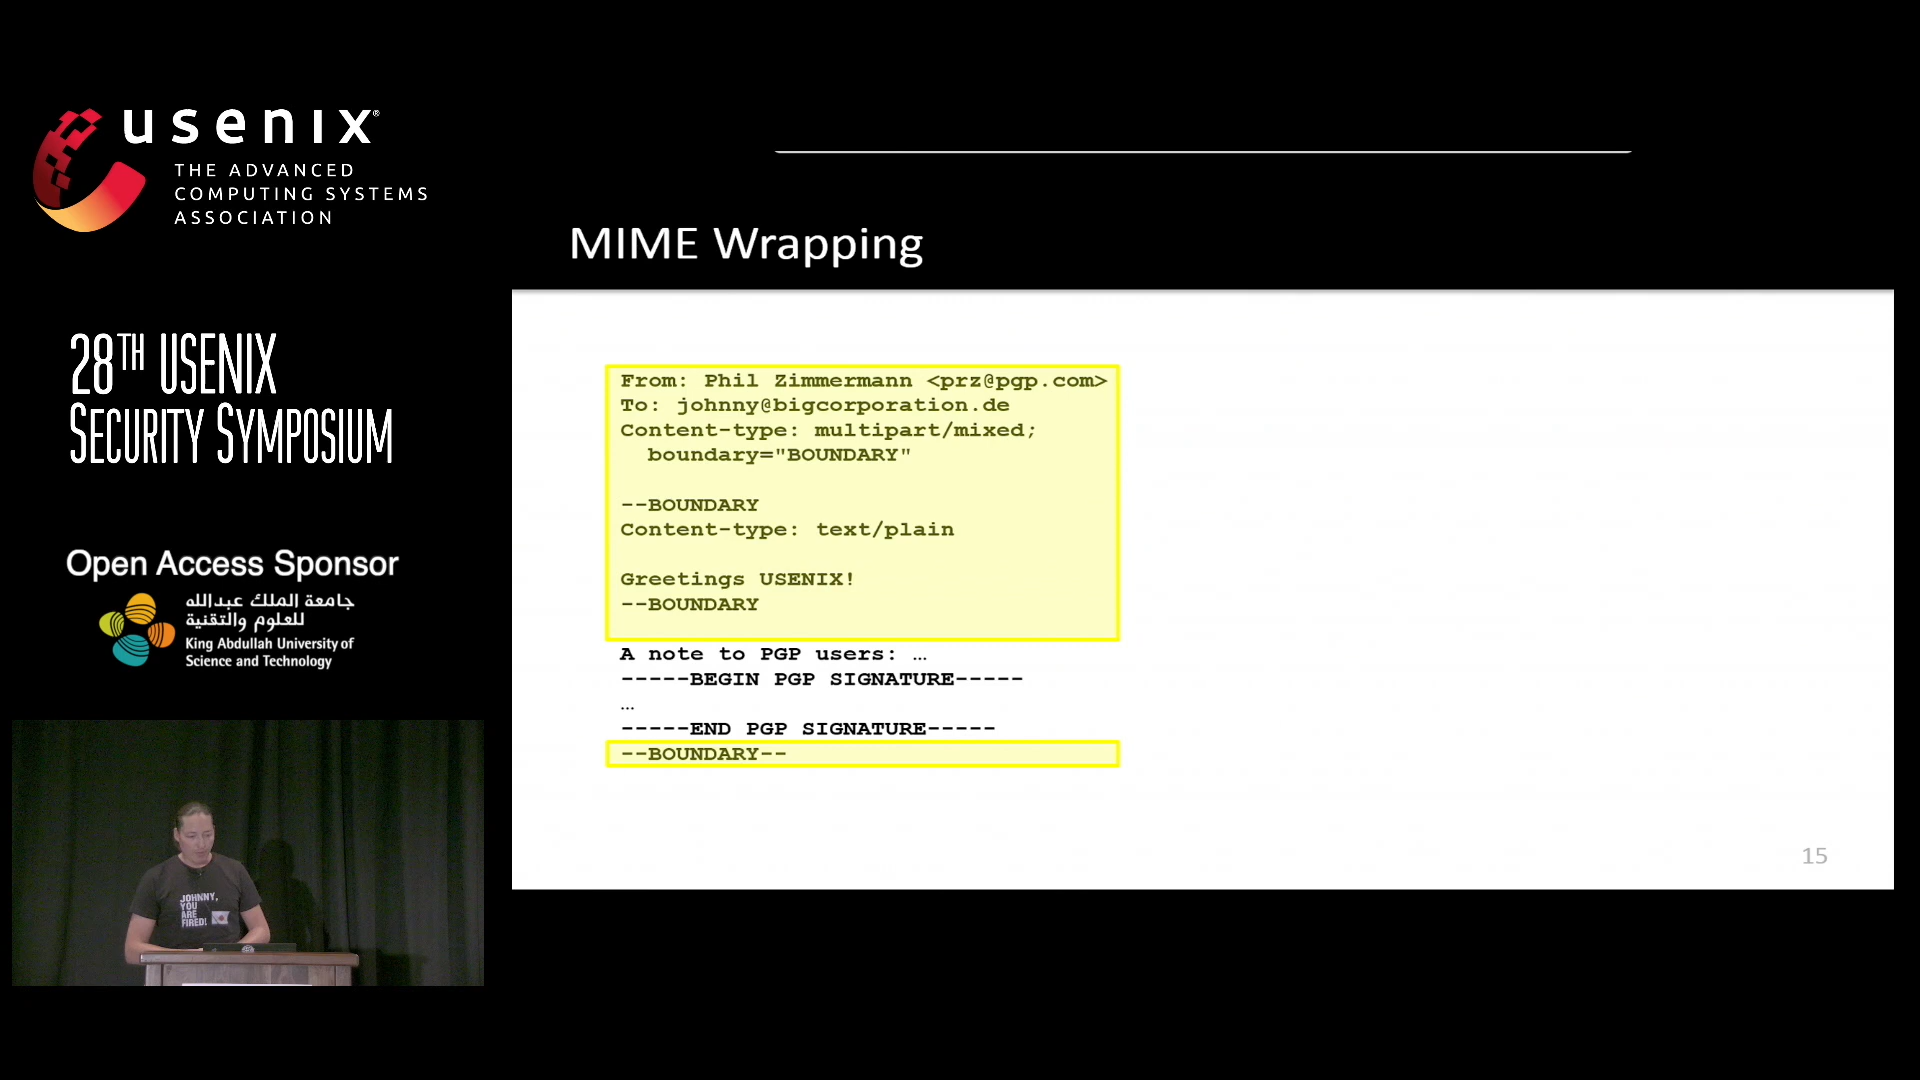 usenix®
THE ADVANCED
COMPUTING SYSTEMS
ASSOCIATION
28TH USENIX
SECURITY SYMPOSIUM
Open Access Sponsor
جامعة الملك عبدالله
للعلوم والتقنية
King Abdullah University of
Science and Technology
JOHNNY,
YOU
ARE
FIRED!
MIME Wrapping
From: Phil Zimmermann <prz@pgp.com>
To: johnny@bigcorporation.de
Content-type: multipart/mixed;
boundary="BOUNDARY"
--BOUNDARY
Content-type: text/plain
Greetings USENIX!
--BOUNDARY
A note to PGP users: …
-----BEGIN PGP SIGNATURE-----
…
-----END PGP SIGNATURE-----
--BOUNDARY--
15